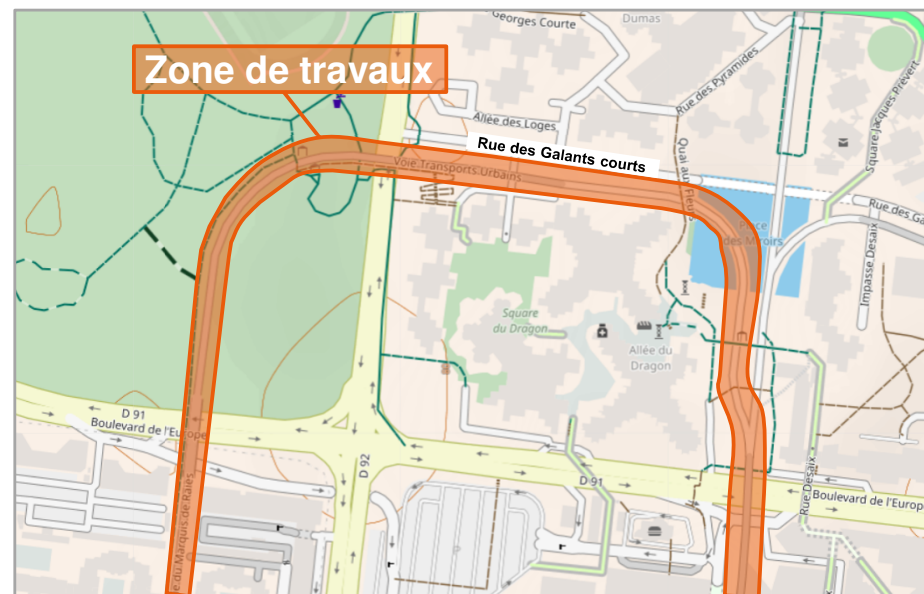 Georges Courte
Dumas
Zone de travaux
Rue des Pyramides
Square Jacques Prévert
Allée des Loges
Rue des Galants courts
Voie Transports Urbains
Quai aux Fleurs
Rue des Ga
Place
des Miroirs
Impasse Desaix
Square
du Dragon
Allée du
Dragon
D 91
Boulevard de l'Europe
D 92
D 91
Rue Desaix
Boulevard de l'Europ
e du Marquis de Raies